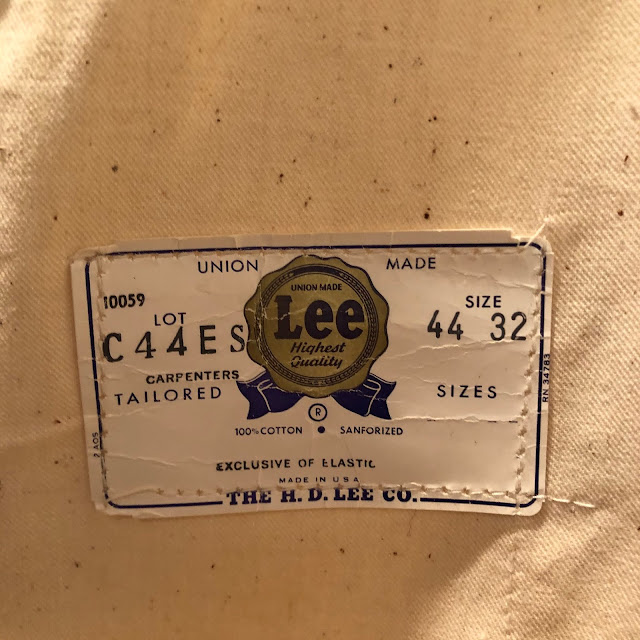 UNION MADE
10059
LOT
C44ES
CARPENTERS
TAILORED
UNION MADE
Lee
Highest
Quality
®
SIZE
44 32
SIZES
100% COTTON • SANFORIZED
EXCLUSIVE OF ELASTIC
MADE IN USA
THE H. D. LEE CO.
RN 34783